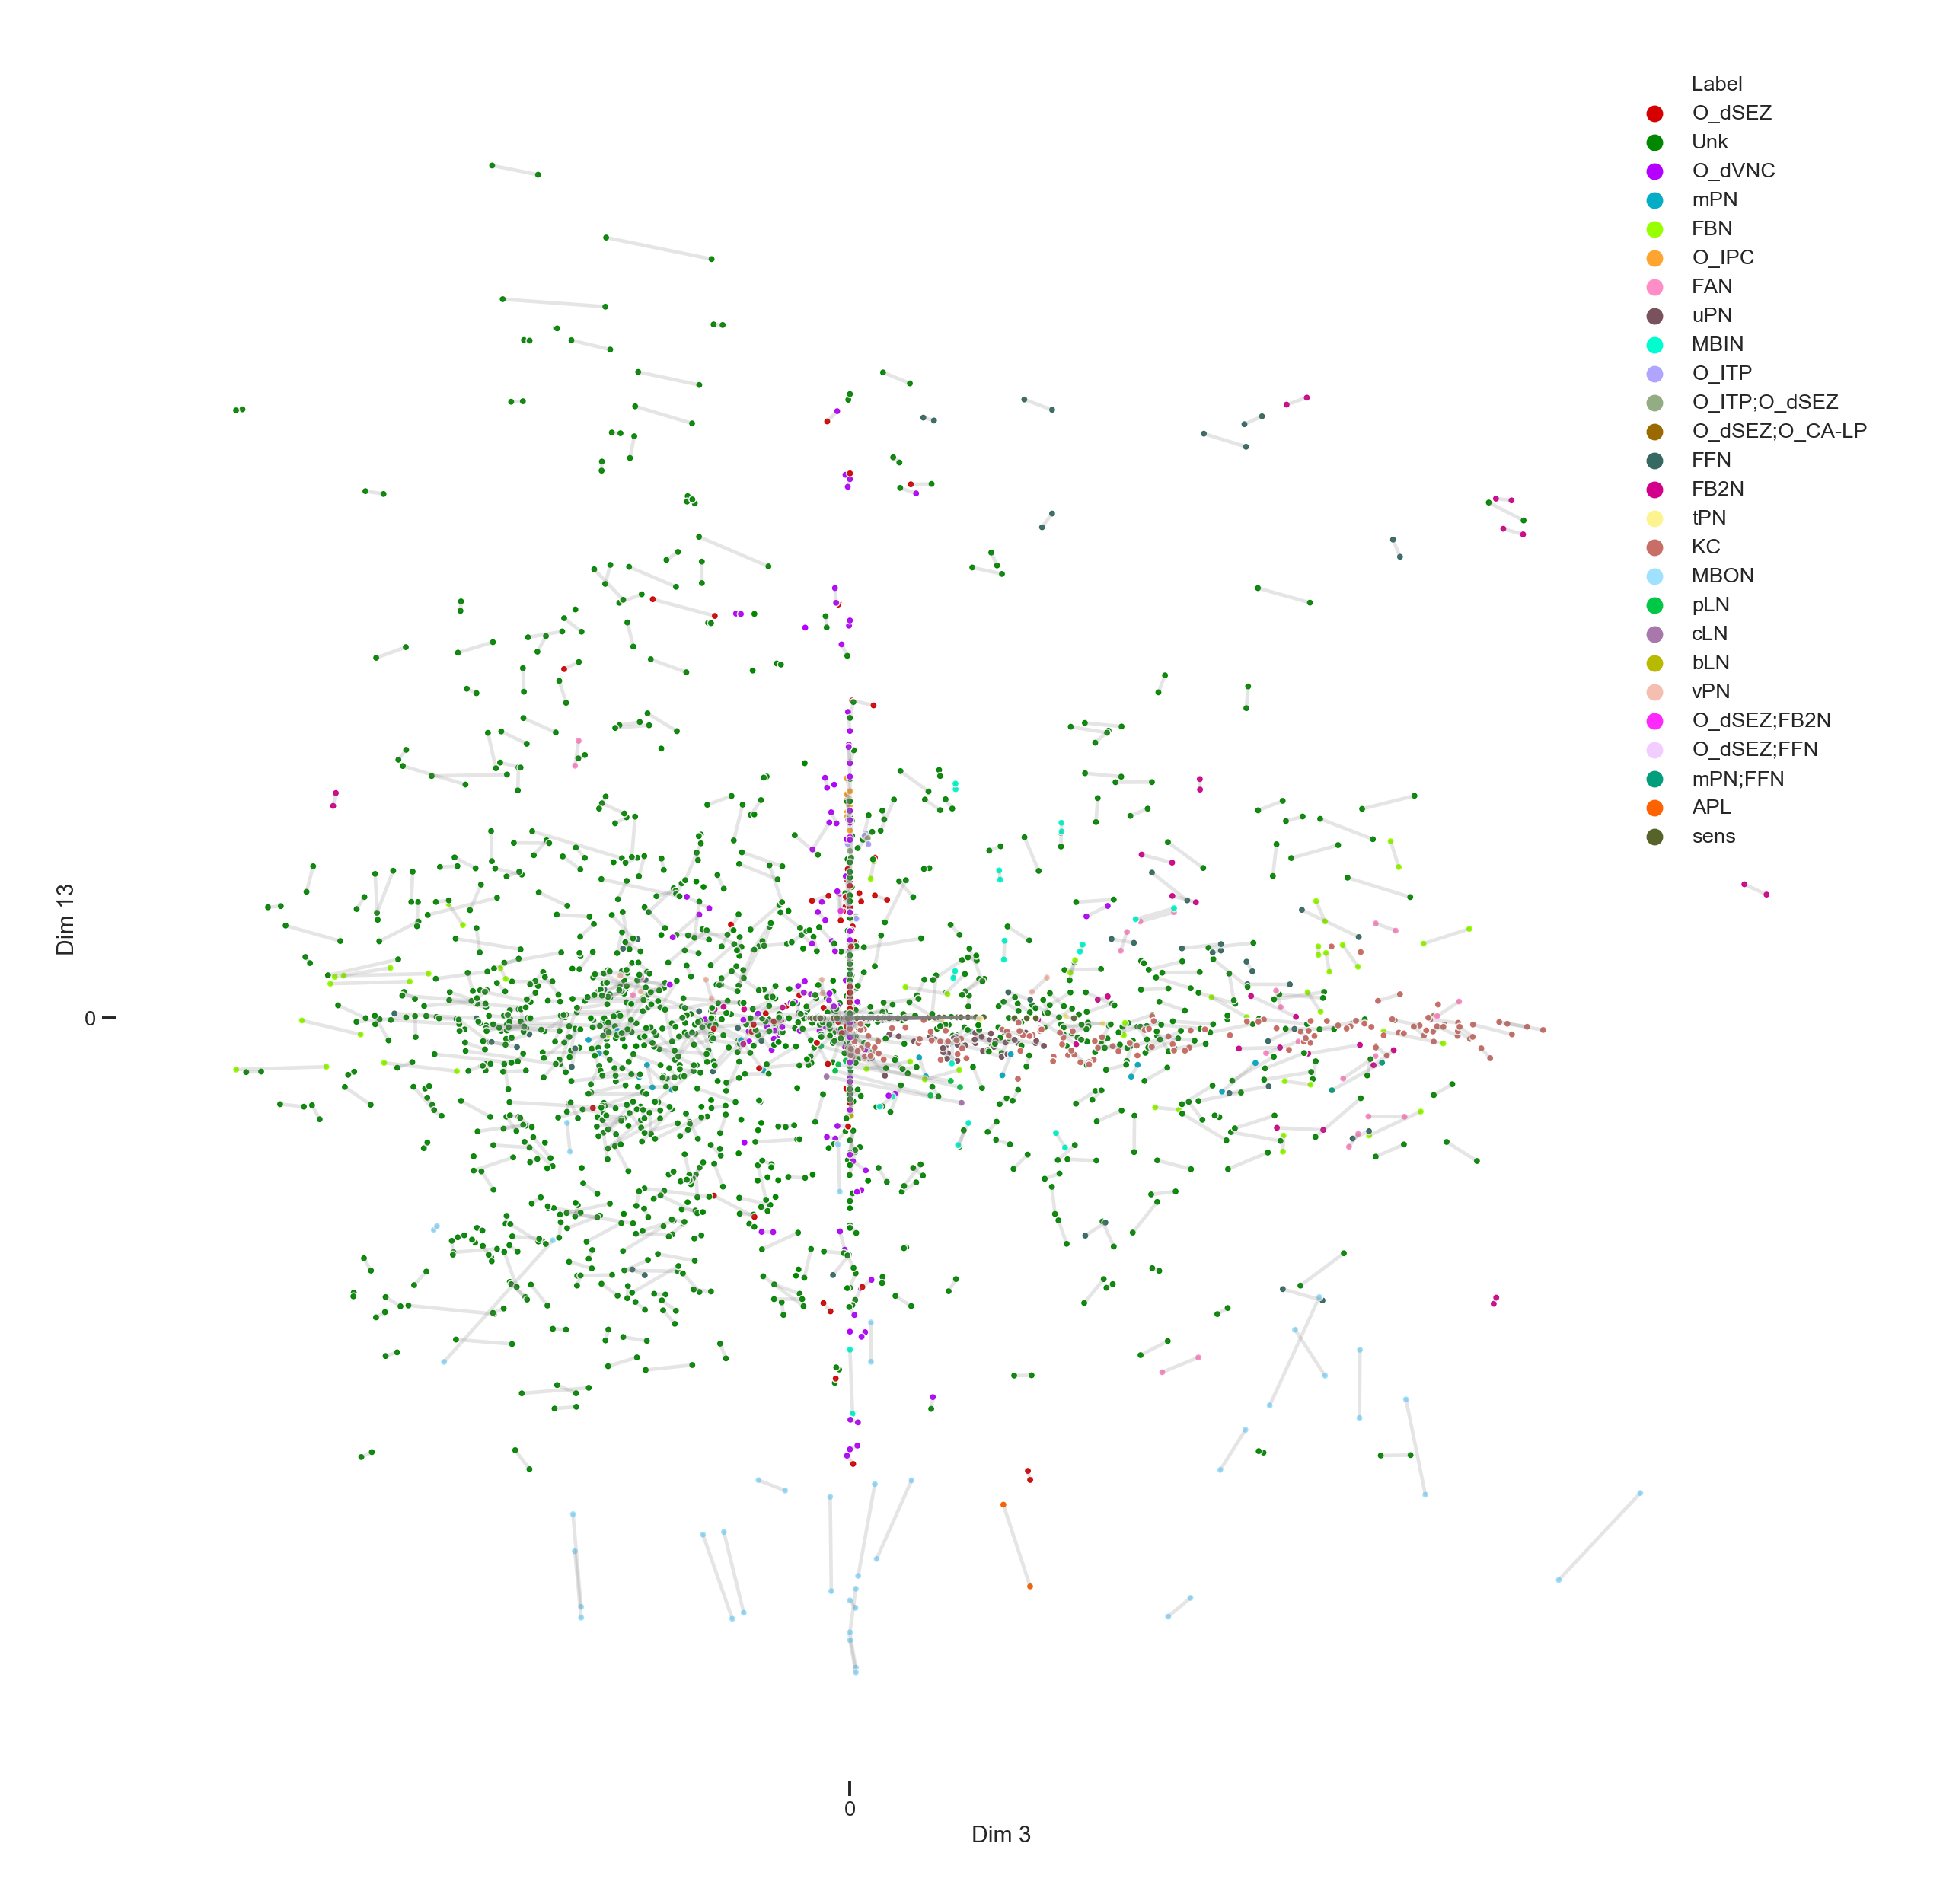 Label
O_dSEZ
Unk
O_dVNC
mPN
FBN
O_IPC
FAN
uPN
MBIN
O_ITP
O_ITP;O_dSEZ
O_dSEZ;O_CA-LP
FFN
FB2N
tPN
KC
MBON
pLN
cLN
bLN
vPN
O_dSEZ;FB2N
O_dSEZ;FFN
mPN;FFN
APL
sens
Dim 13
0
0
Dim 3